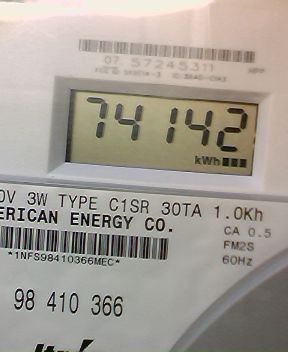 07 57245311
74142
kWh
0V 3W TYPE C1SR 30TA 1.0Kh
ERICAN ENERGY CO.
CA 0.5
FM2S
*1NFS98410366MEC*
60Hz
98 410 366